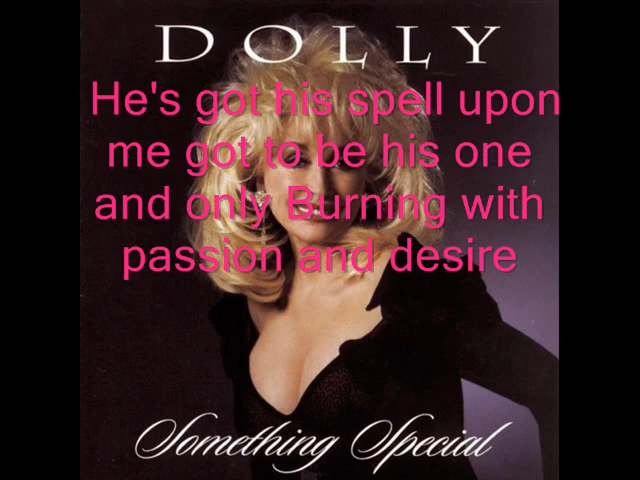 DOLLY
He's got his spell upon
me got to be his one
and only Burning with
passion and desire
Something Special